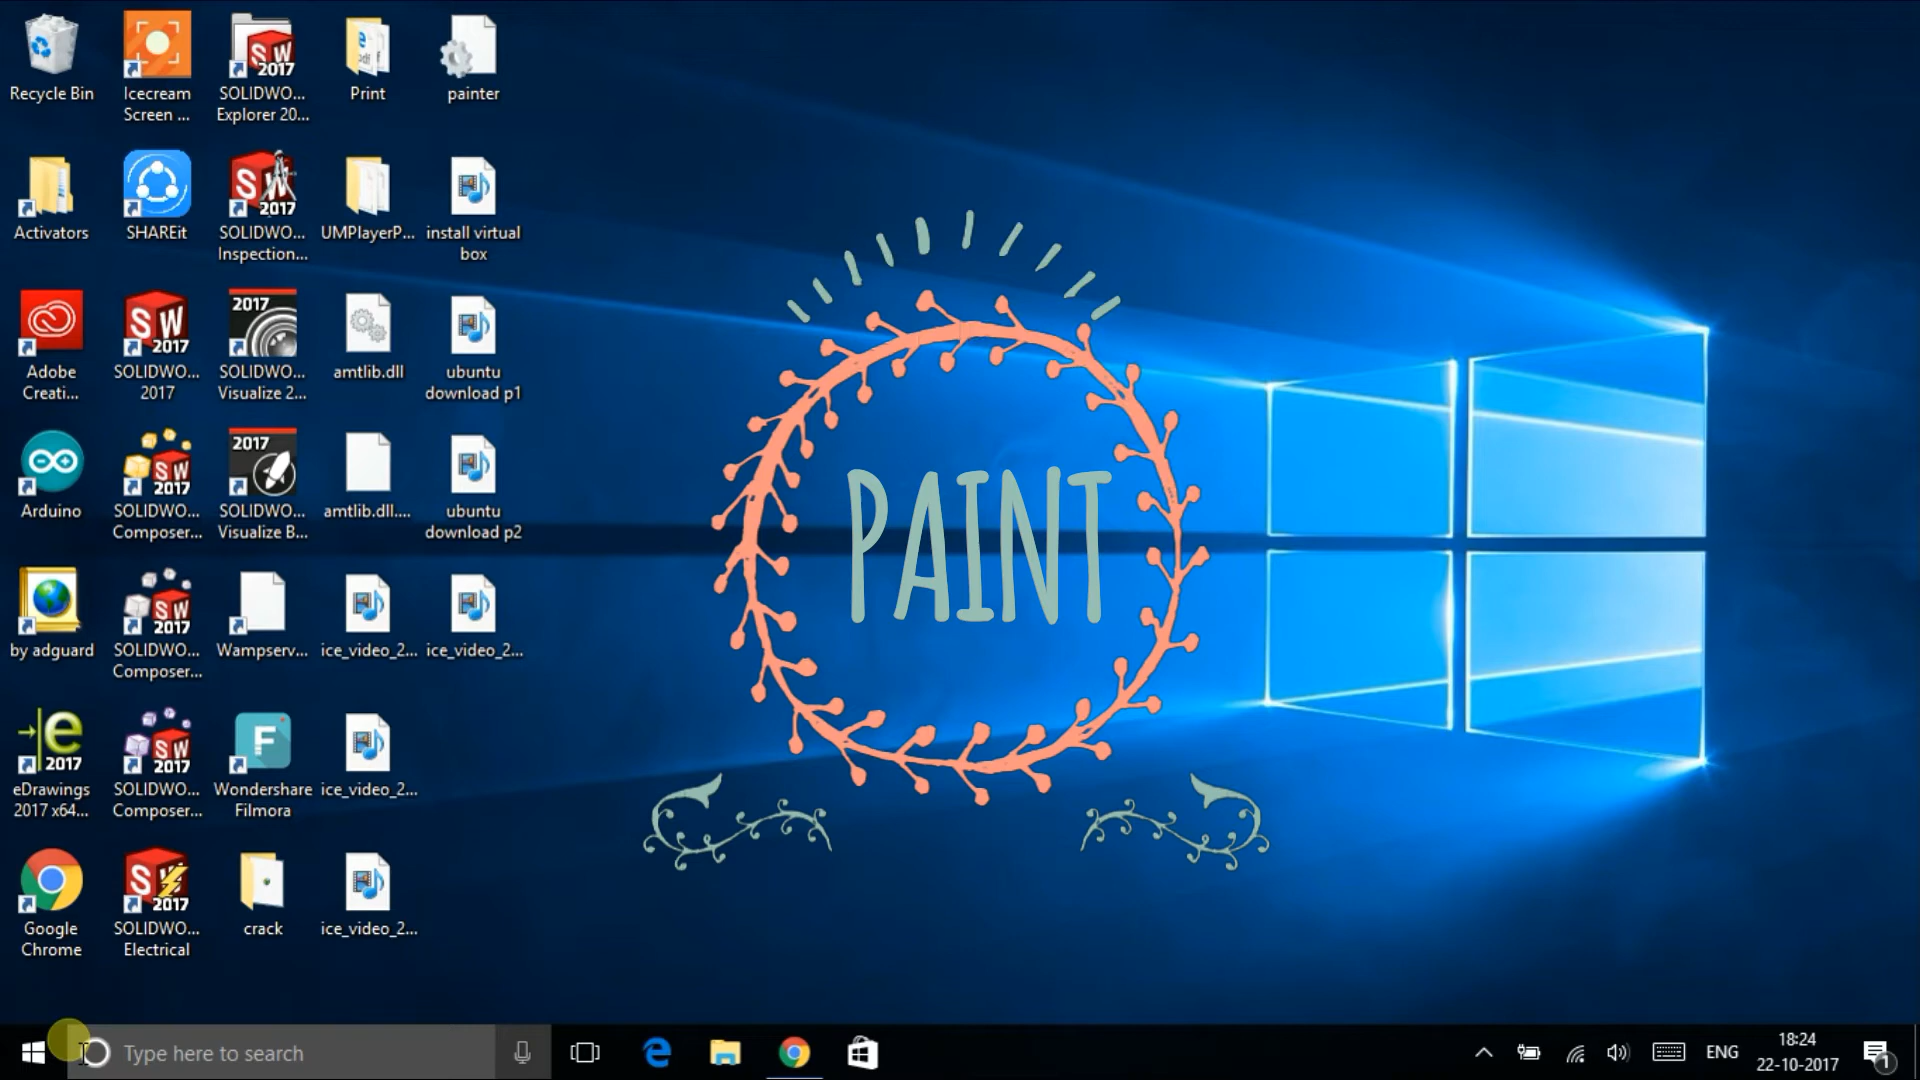 Recycle Bin
Icecream
Screen ...
SOLIDWO...
Explorer 20...
Print
painter
Activators
SHAREit
SOLIDWO...
Inspection...
UMPlayerP...
install virtual
box
Adobe
Creati...
SOLIDWO...
2017
SOLIDWO...
Visualize 2...
amtlib.dll
ubuntu
download p1
Arduino
SOLIDWO...
Composer...
SOLIDWO...
Visualize B...
amtlib.dll....
ubuntu
download p2
by adguard
SOLIDWO...
Composer...
Wampserv...
ice_video_2...
ice_video_2...
eDrawings
2017 x64...
SOLIDWO...
Composer...
Wondershare
Filmora
ice_video_2...
Google
Chrome
SOLIDWO...
Electrical
crack
ice_video_2...
PAINT
Type here to search
ENG
18:24
22-10-2017
1